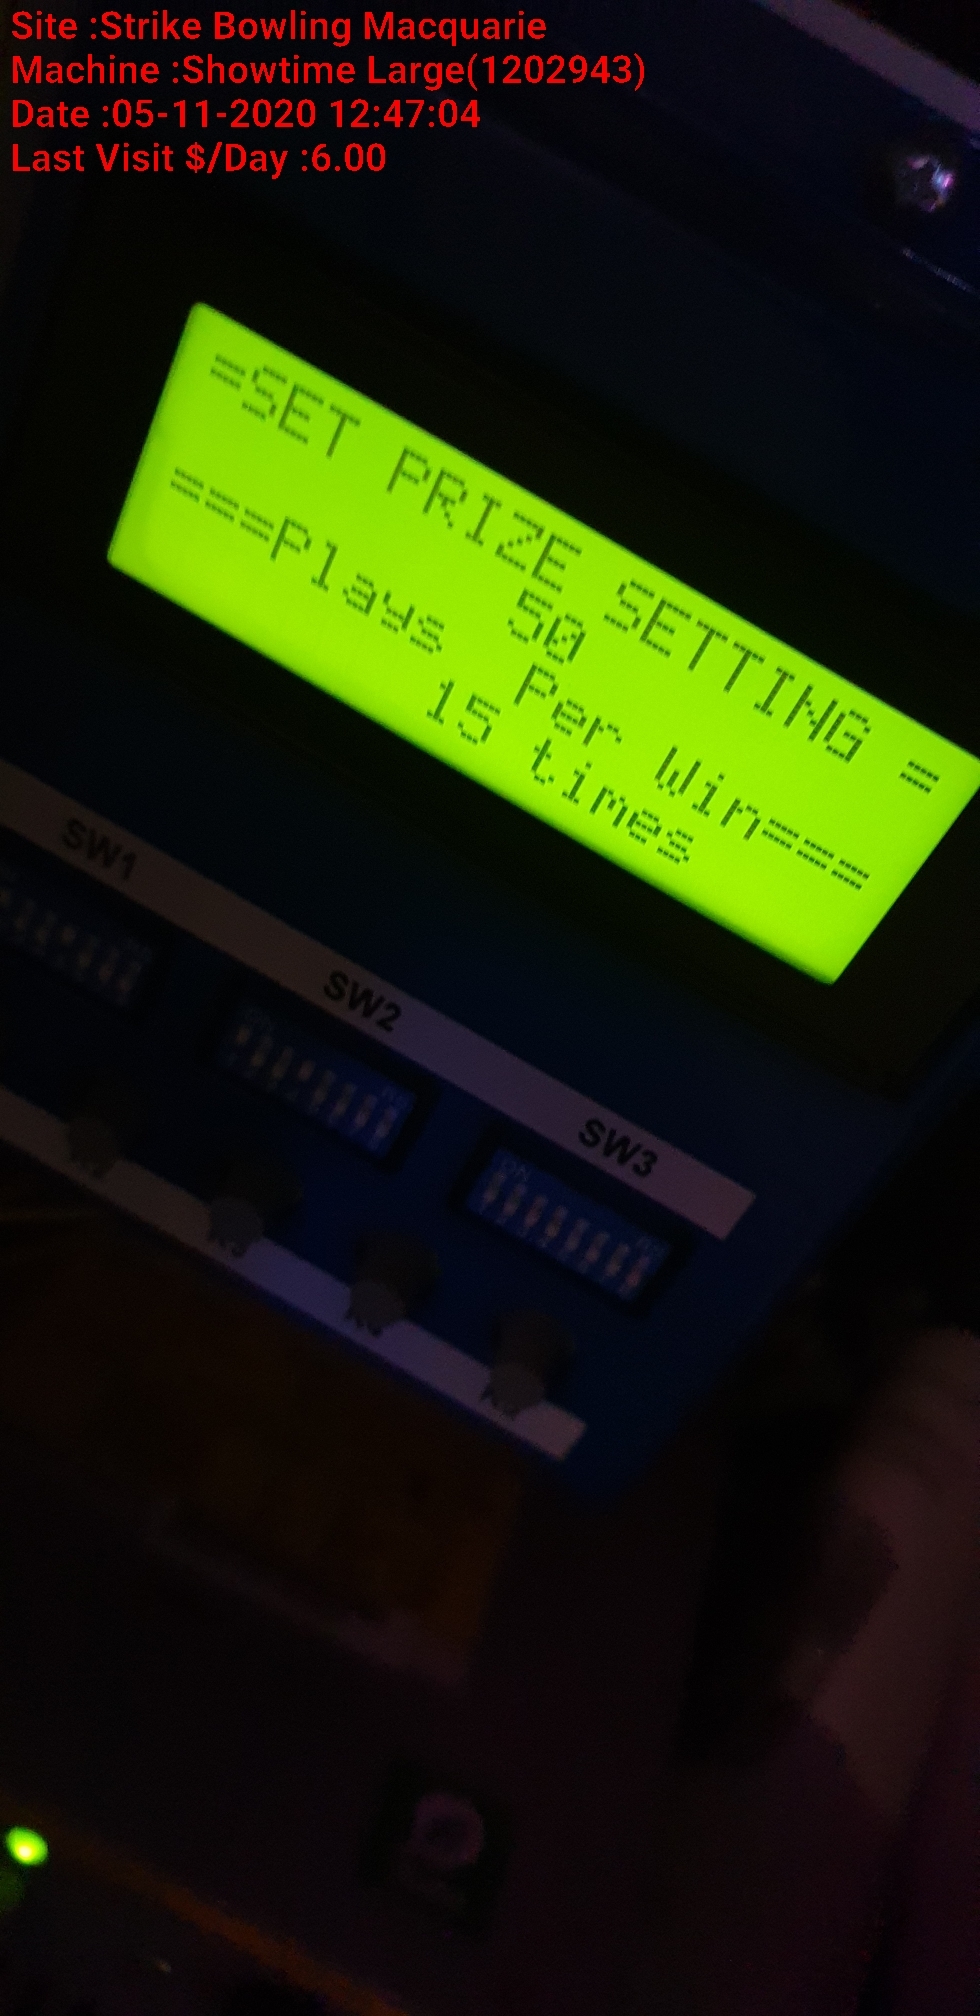 Site :Strike Bowling Macquarie
Machine :Showtime Large(1202943)
Date :05-11-2020 12:47:04
Last Visit $/Day :6.00
=SET PRIZE SETTING =
50
===Plays Per Win===
15 times
SW1
SW2
SW3
ON